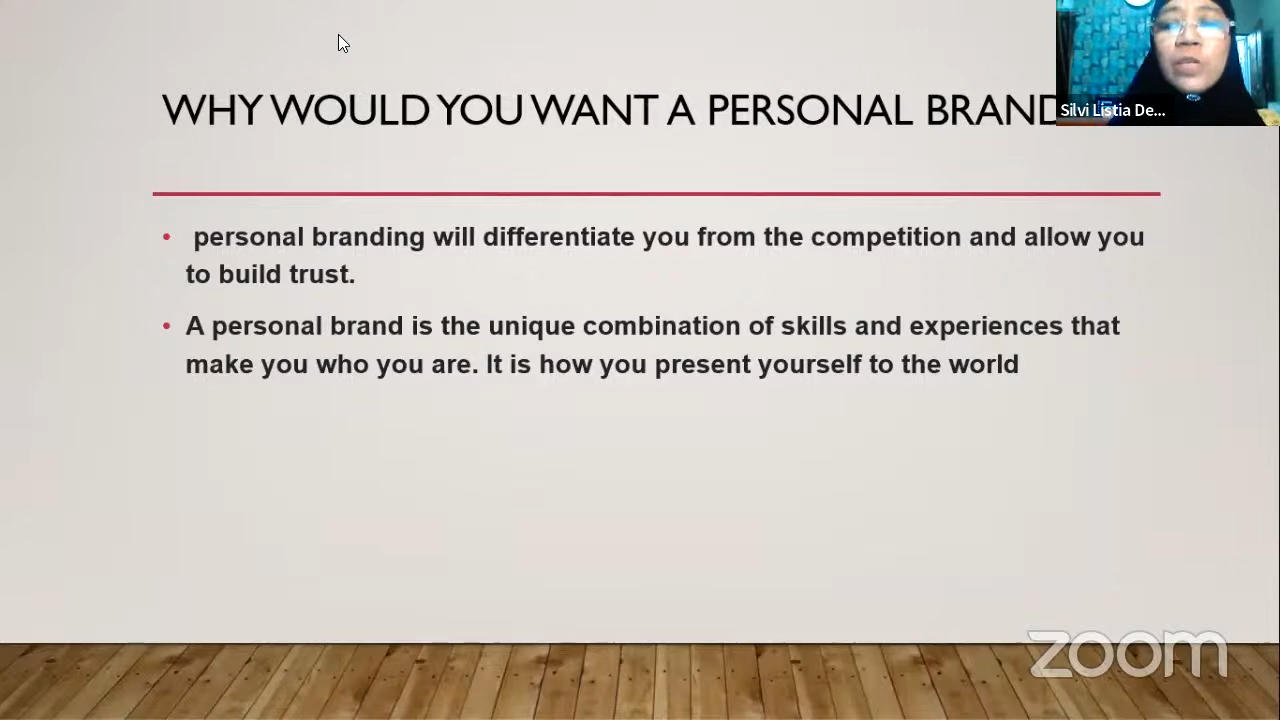 WHY WOULD YOU WANT A PERSONAL BRAND
Silvi Listia De...
• personal branding will differentiate you from the competition and allow you
to build trust.
• A personal brand is the unique combination of skills and experiences that
make you who you are. It is how you present yourself to the world
zoom